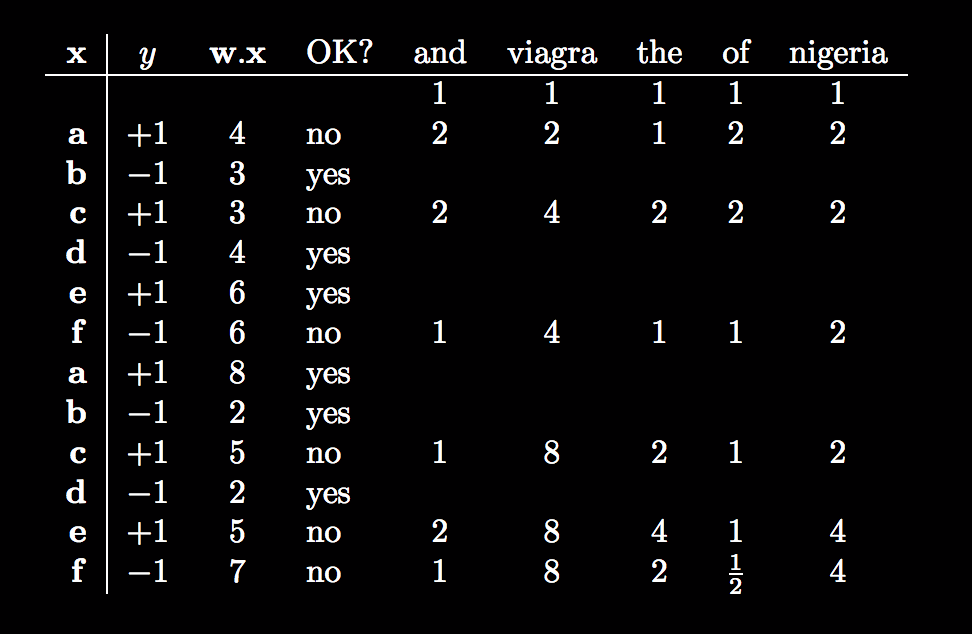 x y w.x OK? and viagra the of nigeria
1 1 1 1 1
a +1 4 no 2 2 1 2 2
b −1 3 yes
c +1 3 no 2 4 2 2 2
d −1 4 yes
e +1 6 yes
f −1 6 no 1 4 1 1 2
a +1 8 yes
b −1 2 yes
c +1 5 no 1 8 2 1 2
d −1 2 yes
e +1 5 no 2 8 4 1 4
f −1 7 no 1 8 2 1/2 4